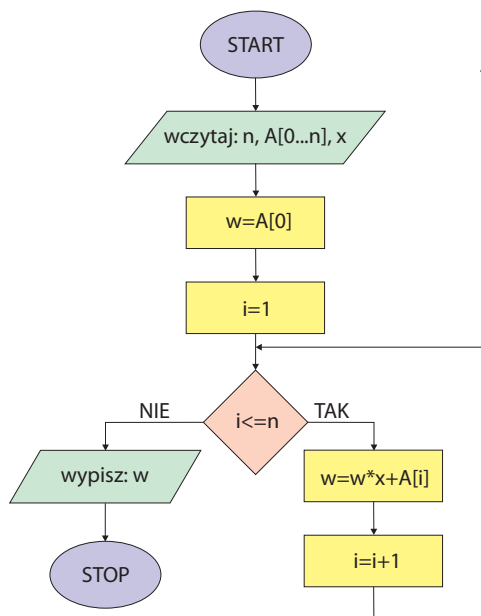 START
wczytaj: n, A[0...n], x
w=A[0]
i=1
NIE
i<=n
TAK
wypisz: w
w=w*x+A[i]
STOP
i=i+1